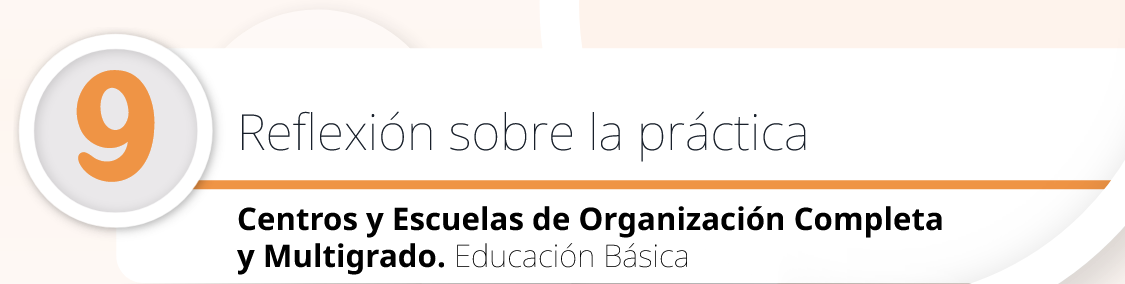 9
Reflexión sobre la práctica
Centros y Escuelas de Organización Completa
y Multigrado. Educación Básica